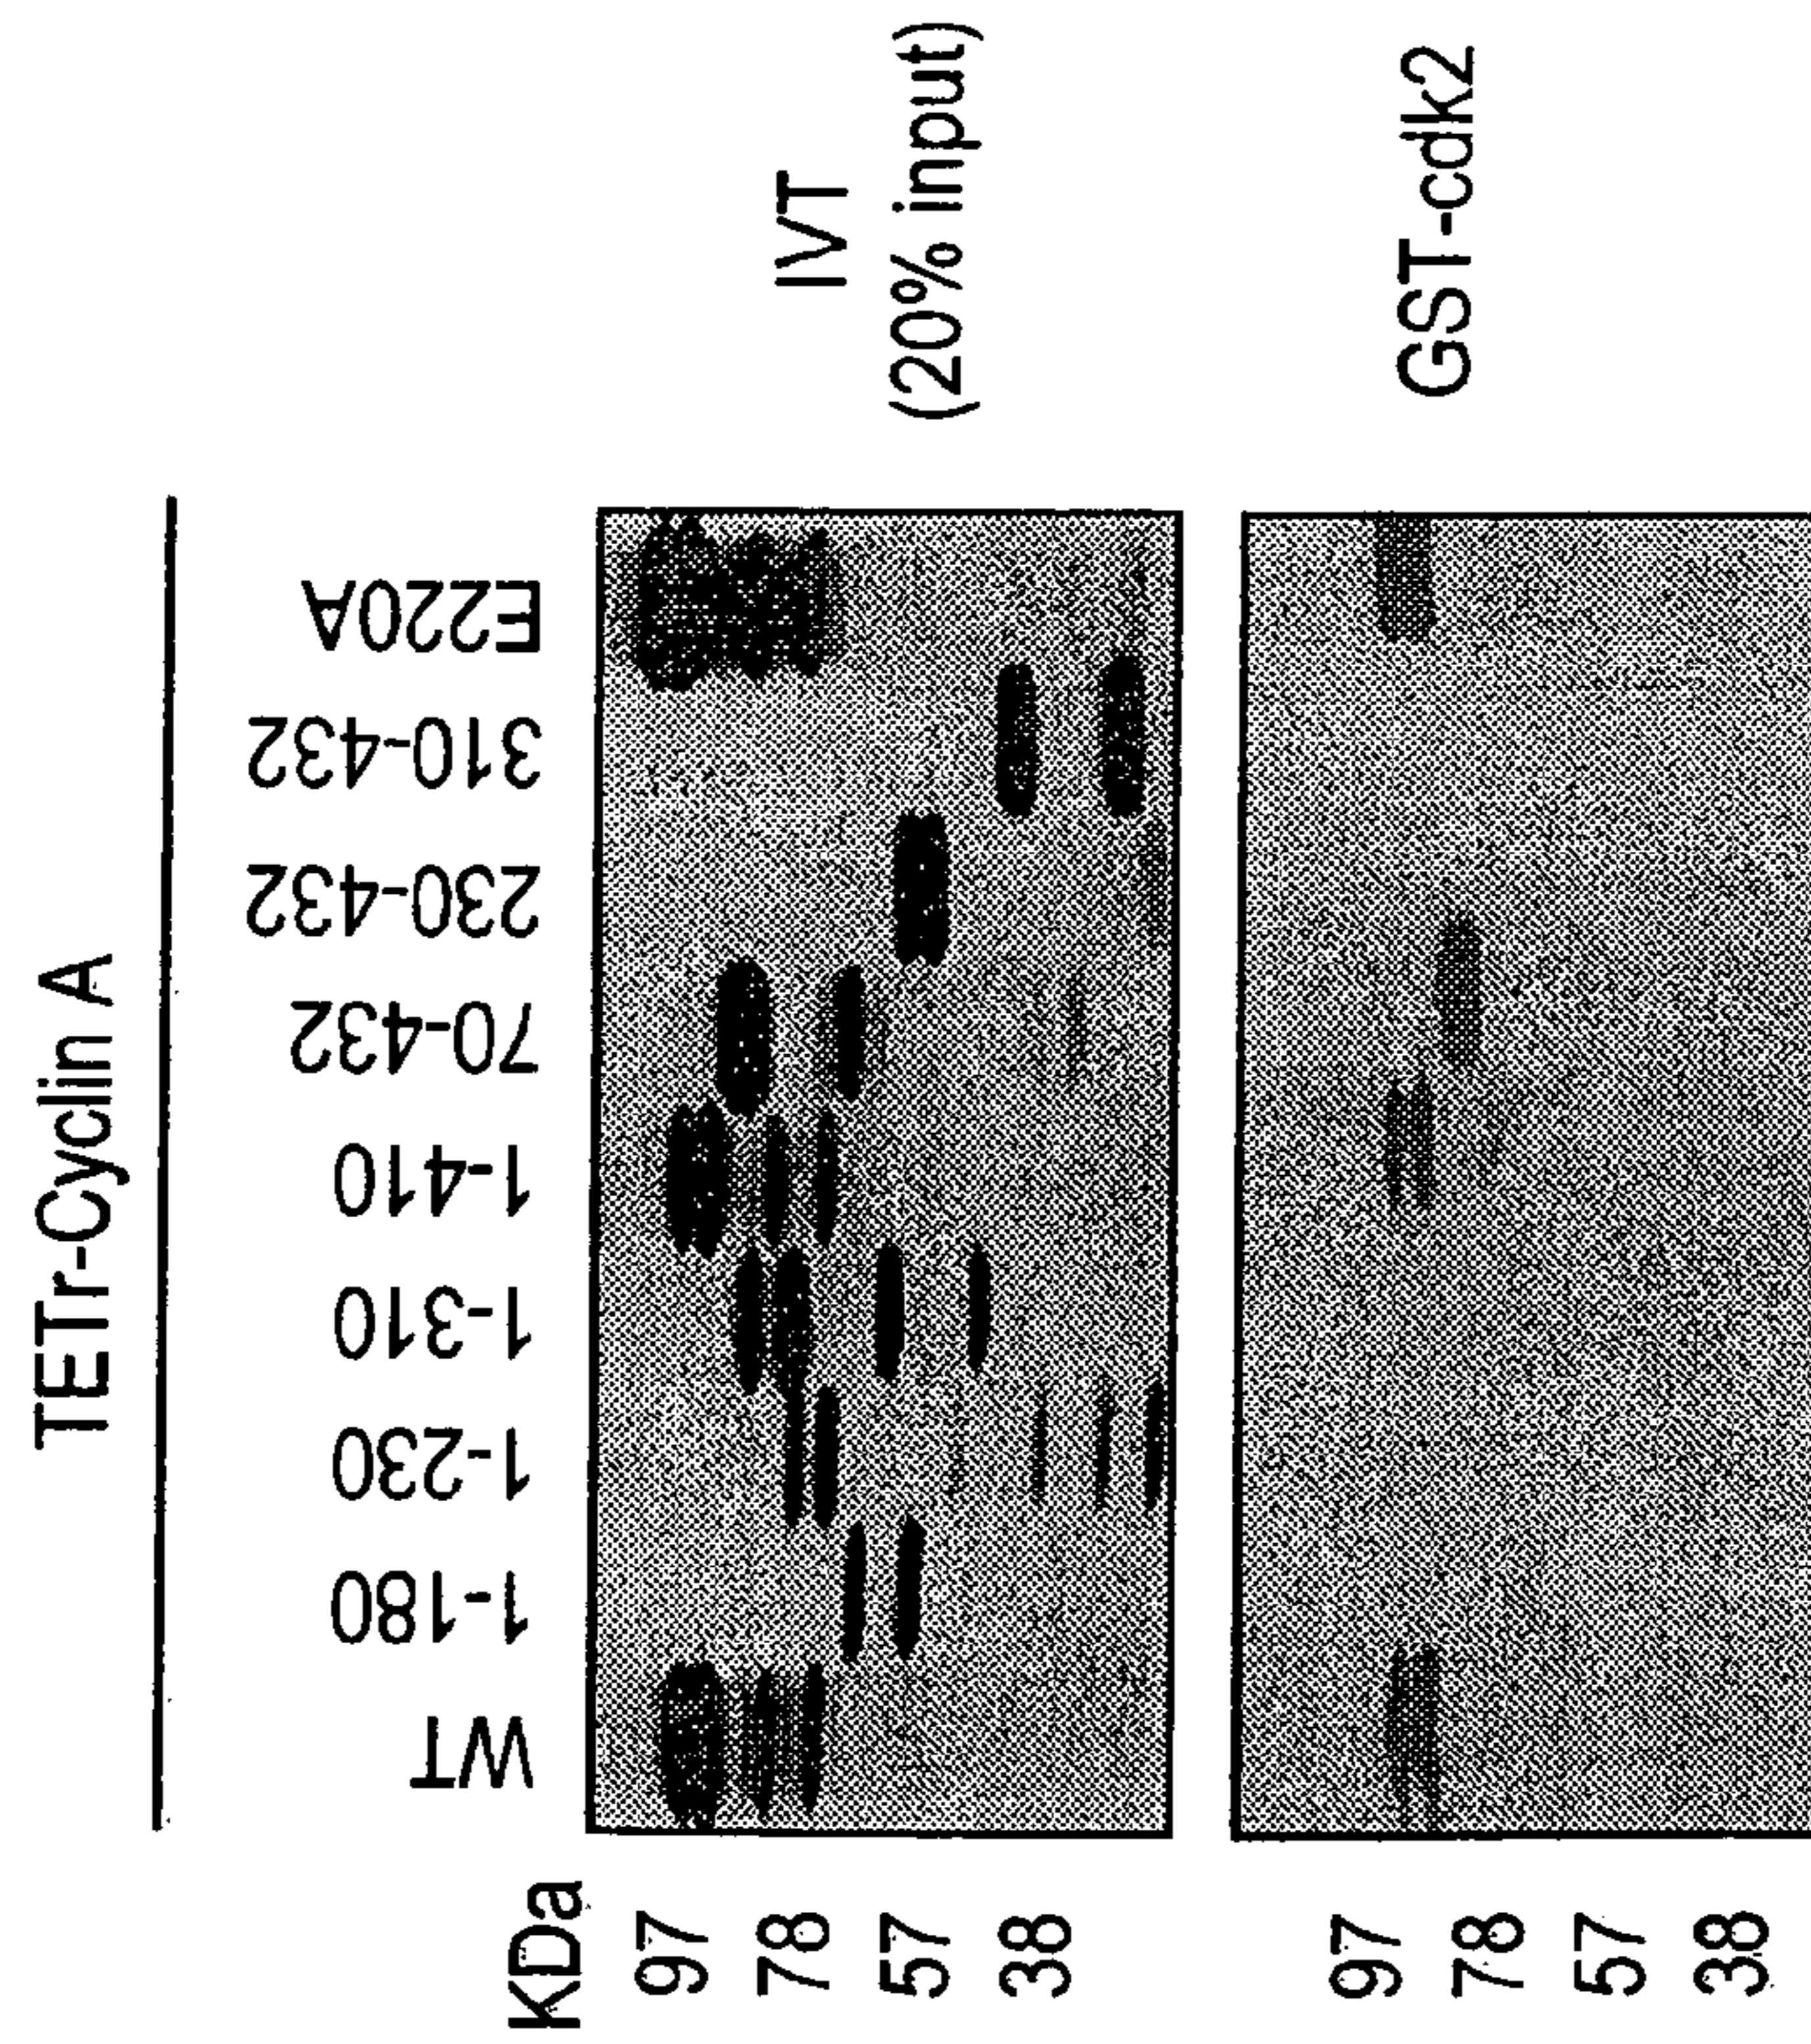 TETr-Cyclin A
WT 1-180 1-230 1-310 1-410 70-432 230-432 310-432 E220A
KDa
97
78
57
38
IVT
(20% input)
97
78
57
38
GST-cdk2